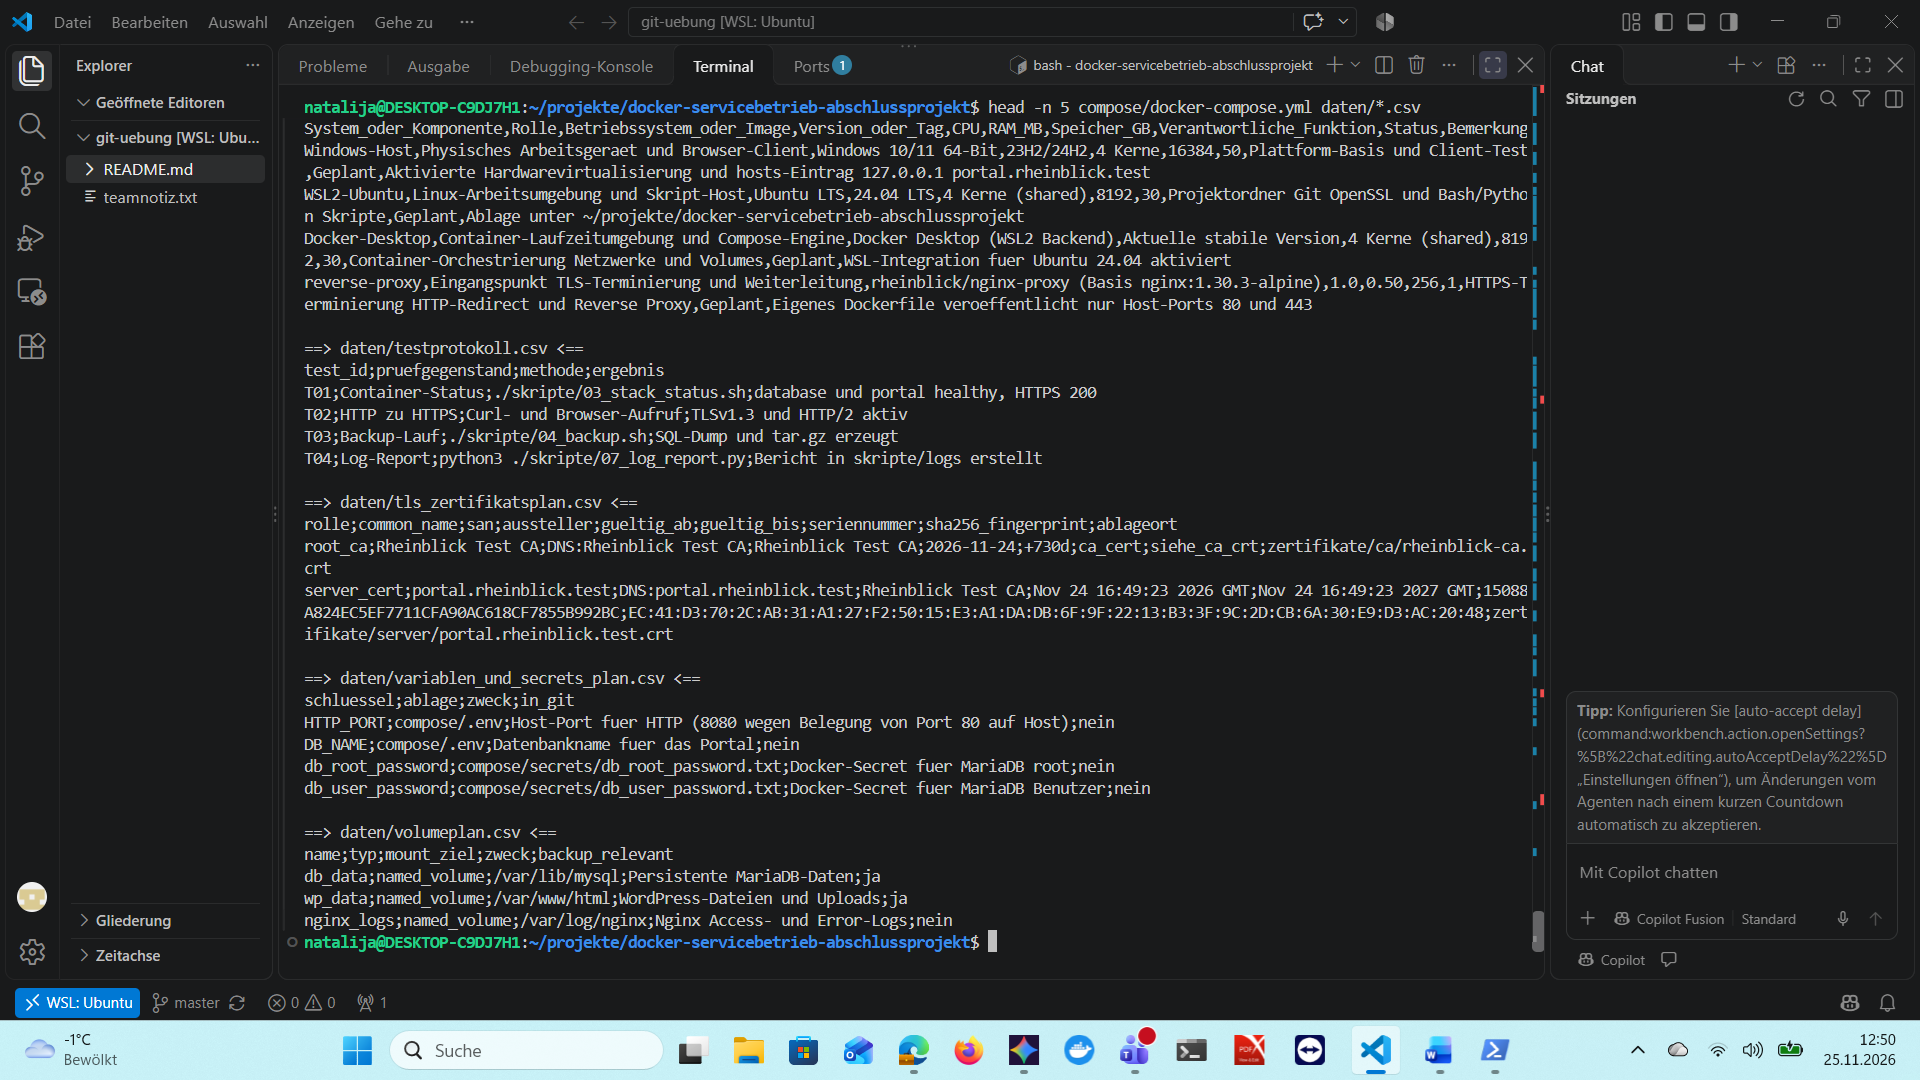 Datei Bearbeiten Auswahl Anzeigen Gehe zu ···
git-uebung [WSL: Ubuntu]
Explorer
Geöffnete Editoren
git-uebung [WSL: Ubu...
README.md
teamnotiz.txt
Gliederung
Zeitachse
Probleme Ausgabe Debugging-Konsole Terminal Ports 1
bash - docker-servicebetrieb-abschlussprojekt
natalija@DESKTOP-C9DJ7H1:~/projekte/docker-servicebetrieb-abschlussprojekt$ head -n 5 compose/docker-compose.yml daten/*.csv
System_oder_Komponente,Rolle,Betriebssystem_oder_Image,Version_oder_Tag,CPU,RAM_MB,Speicher_GB,Verantwortliche_Funktion,Status,Bemerkung
Windows-Host,Physisches Arbeitsgeraet und Browser-Client,Windows 10/11 64-Bit,23H2/24H2,4 Kerne,16384,50,Plattform-Basis und Client-Test
,Geplant,Aktivierte Hardwarevirtualisierung und hosts-Eintrag 127.0.0.1 portal.rheinblick.test
WSL2-Ubuntu,Linux-Arbeitsumgebung und Skript-Host,Ubuntu LTS,24.04 LTS,4 Kerne (shared),8192,30,Projektordner Git OpenSSL und Bash/Pytho
n Skripte,Geplant,Ablage unter ~/projekte/docker-servicebetrieb-abschlussprojekt
Docker-Desktop,Container-Laufzeitumgebung und Compose-Engine,Docker Desktop (WSL2 Backend),Aktuelle stabile Version,4 Kerne (shared),819
2,30,Container-Orchestrierung Netzwerke und Volumes,Geplant,WSL-Integration fuer Ubuntu 24.04 aktiviert
reverse-proxy,Eingangspunkt TLS-Terminierung und Weiterleitung,rheinblick/nginx-proxy (Basis nginx:1.30.3-alpine),1.0,0.50,256,1,HTTPS-T
erminierung HTTP-Redirect und Reverse Proxy,Geplant,Eigenes Dockerfile veroeffentlicht nur Host-Ports 80 und 443
==> daten/testprotokoll.csv <==
test_id;pruefgegenstand;methode;ergebnis
T01;Container-Status;./skripte/03_stack_status.sh;database und portal healthy, HTTPS 200
T02;HTTP zu HTTPS;Curl- und Browser-Aufruf;TLSv1.3 und HTTP/2 aktiv
T03;Backup-Lauf;./skripte/04_backup.sh;SQL-Dump und tar.gz erzeugt
T04;Log-Report;python3 ./skripte/07_log_report.py;Bericht in skripte/logs erstellt
==> daten/tls_zertifikatsplan.csv <==
rolle;common_name;san;aussteller;gueltig_ab;gueltig_bis;seriennummer;sha256_fingerprint;ablageort
root_ca;Rheinblick Test CA;DNS:Rheinblick Test CA;Rheinblick Test CA;2026-11-24;+730d;ca_cert;siehe_ca_crt;zertifikate/ca/rheinblick-ca.
crt
server_cert;portal.rheinblick.test;DNS:portal.rheinblick.test;Rheinblick Test CA;Nov 24 16:49:23 2026 GMT;Nov 24 16:49:23 2027 GMT;15088
A824EC5EF7711CFA90AC618CF7855B992BC;EC:41:D3:70:2C:AB:31:A1:27:F2:50:15:E3:A1:DA:DB:6F:9F:22:13:B3:3F:9C:2D:CB:6A:30:E9:D3:AC:20:48;zert
ifikate/server/portal.rheinblick.test.crt
==> daten/variablen_und_secrets_plan.csv <==
schluessel;ablage;zweck;in_git
HTTP_PORT;compose/.env;Host-Port fuer HTTP (8080 wegen Belegung von Port 80 auf Host);nein
DB_NAME;compose/.env;Datenbankname fuer das Portal;nein
db_root_password;compose/secrets/db_root_password.txt;Docker-Secret fuer MariaDB root;nein
db_user_password;compose/secrets/db_user_password.txt;Docker-Secret fuer MariaDB Benutzer;nein
==> daten/volumeplan.csv <==
name;typ;mount_ziel;zweck;backup_relevant
db_data;named_volume;/var/lib/mysql;Persistente MariaDB-Daten;ja
wp_data;named_volume;/var/www/html;WordPress-Dateien und Uploads;ja
nginx_logs;named_volume;/var/log/nginx;Nginx Access- und Error-Logs;nein
natalija@DESKTOP-C9DJ7H1:~/projekte/docker-servicebetrieb-abschlussprojekt$
Chat
Sitzungen
Tipp: Konfigurieren Sie [auto-accept delay]
(command:workbench.action.openSettings?
%5B%22chat.editing.autoAcceptDelay%22%5D
„Einstellungen öffnen“), um Änderungen vom
Agenten nach einem kurzen Countdown
automatisch zu akzeptieren.
Mit Copilot chatten
Copilot Fusion Standard
Copilot
WSL: Ubuntu master 0 0 1
-1°C
Bewölkt
Suche
12:50
25.11.2026